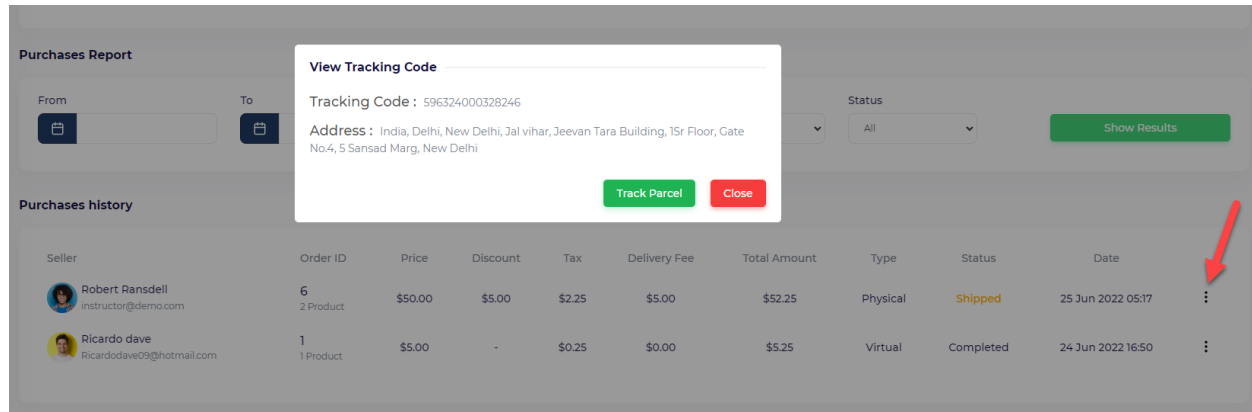 Purchases Report
From
To
Status
All
Show Results
View Tracking Code
Tracking Code : 596324000328246
Address : India, Delhi, New Delhi, Jal vihar, Jeevan Tara Building, 1Sr Floor, Gate
No.4, 5 Sansad Marg, New Delhi
Track Parcel Close
Purchases history
Seller Order ID Price Discount Tax Delivery Fee Total Amount Type Status Date
Robert Ransdell 6 $50.00 $5.00 $2.25 $5.00 $52.25 Physical Shipped 25 Jun 2022 05:17
instructor@demo.com 2 Product
Ricardo dave 1 $5.00 - $0.25 $0.00 $5.25 Virtual Completed 24 Jun 2022 16:50
Ricardodave09@hotmail.com 1 Product